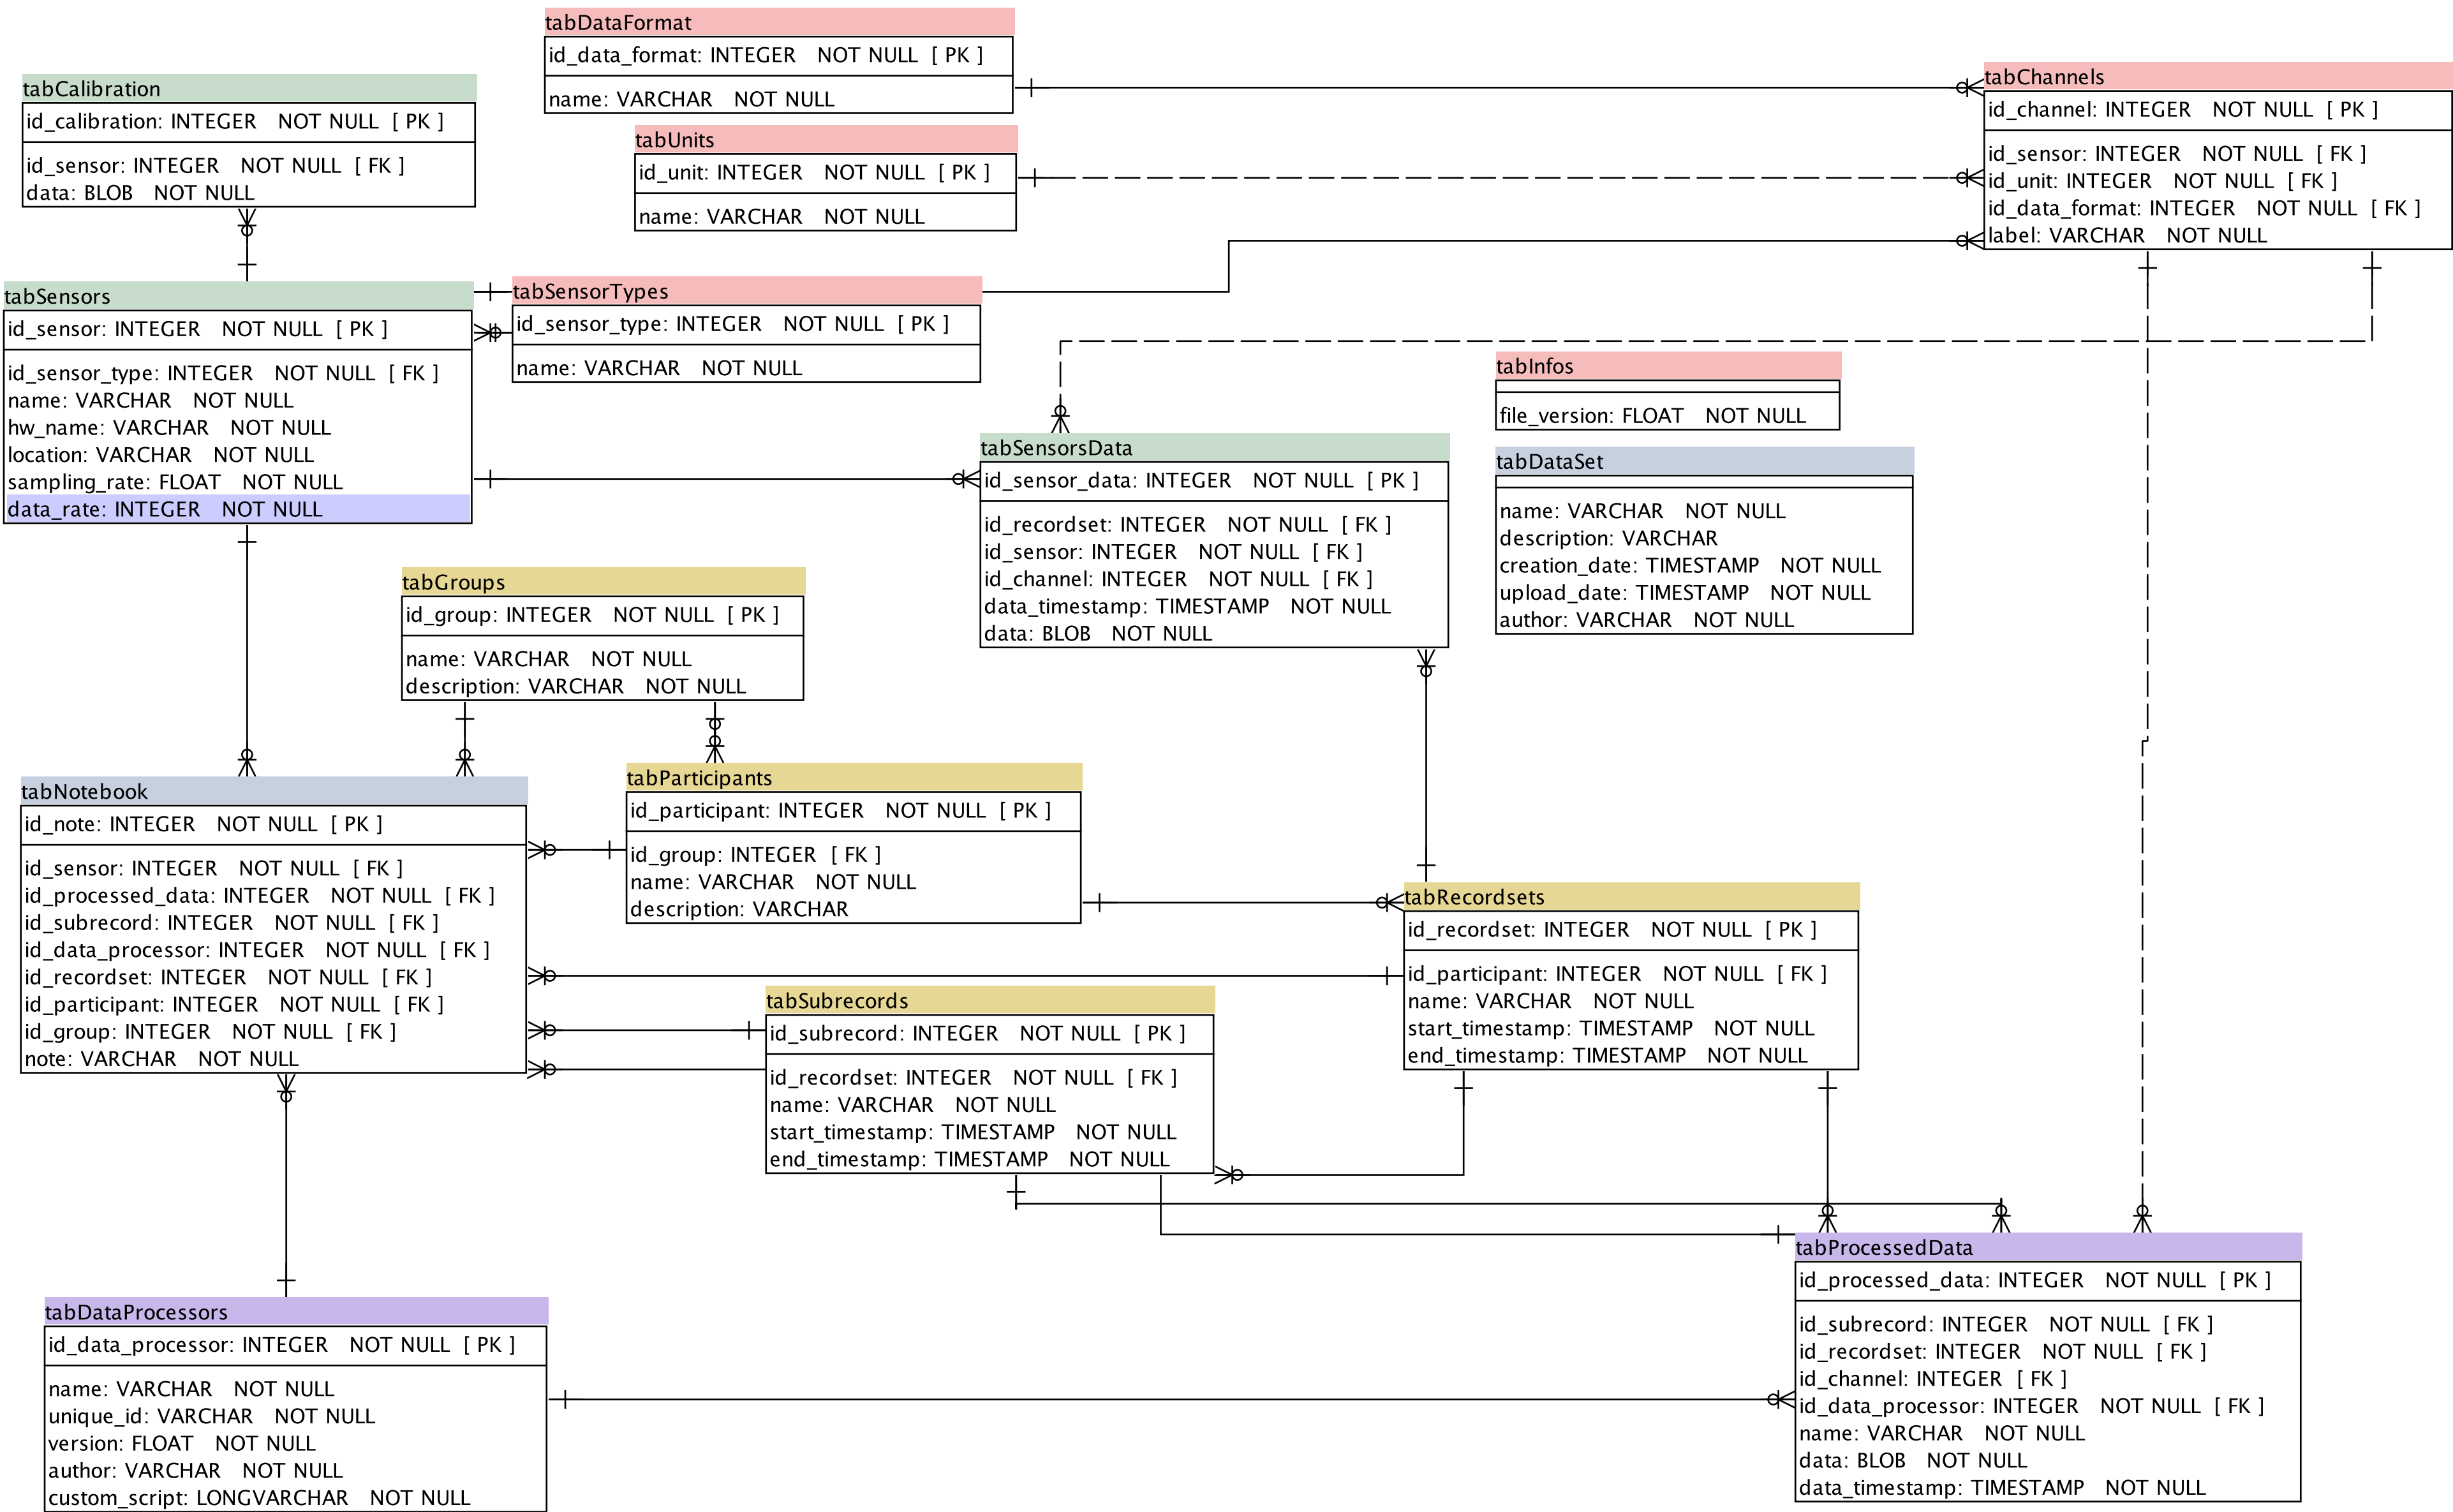 tabDataFormat
id_data_format: INTEGER NOT NULL [ PK ]
name: VARCHAR NOT NULL
tabCalibration
id_calibration: INTEGER NOT NULL [ PK ]
id_sensor: INTEGER NOT NULL [ FK ]
data: BLOB NOT NULL
tabUnits
id_unit: INTEGER NOT NULL [ PK ]
name: VARCHAR NOT NULL
tabChannels
id_channel: INTEGER NOT NULL [ PK ]
id_sensor: INTEGER NOT NULL [ FK ]
id_unit: INTEGER NOT NULL [ FK ]
id_data_format: INTEGER NOT NULL [ FK ]
label: VARCHAR NOT NULL
tabSensors
id_sensor: INTEGER NOT NULL [ PK ]
id_sensor_type: INTEGER NOT NULL [ FK ]
name: VARCHAR NOT NULL
hw_name: VARCHAR NOT NULL
location: VARCHAR NOT NULL
sampling_rate: FLOAT NOT NULL
data_rate: INTEGER NOT NULL
tabSensorTypes
id_sensor_type: INTEGER NOT NULL [ PK ]
name: VARCHAR NOT NULL
tabInfos
file_version: FLOAT NOT NULL
tabSensorsData
id_sensor_data: INTEGER NOT NULL [ PK ]
id_recordset: INTEGER NOT NULL [ FK ]
id_sensor: INTEGER NOT NULL [ FK ]
id_channel: INTEGER NOT NULL [ FK ]
data_timestamp: TIMESTAMP NOT NULL
data: BLOB NOT NULL
tabDataSet
name: VARCHAR NOT NULL
description: VARCHAR
creation_date: TIMESTAMP NOT NULL
upload_date: TIMESTAMP NOT NULL
author: VARCHAR NOT NULL
tabGroups
id_group: INTEGER NOT NULL [ PK ]
name: VARCHAR NOT NULL
description: VARCHAR NOT NULL
tabNotebook
id_note: INTEGER NOT NULL [ PK ]
id_sensor: INTEGER NOT NULL [ FK ]
id_processed_data: INTEGER NOT NULL [ FK ]
id_subrecord: INTEGER NOT NULL [ FK ]
id_data_processor: INTEGER NOT NULL [ FK ]
id_recordset: INTEGER NOT NULL [ FK ]
id_participant: INTEGER NOT NULL [ FK ]
id_group: INTEGER NOT NULL [ FK ]
note: VARCHAR NOT NULL
tabParticipants
id_participant: INTEGER NOT NULL [ PK ]
id_group: INTEGER [ FK ]
name: VARCHAR NOT NULL
description: VARCHAR
tabRecordsets
id_recordset: INTEGER NOT NULL [ PK ]
id_participant: INTEGER NOT NULL [ FK ]
name: VARCHAR NOT NULL
start_timestamp: TIMESTAMP NOT NULL
end_timestamp: TIMESTAMP NOT NULL
tabSubrecords
id_subrecord: INTEGER NOT NULL [ PK ]
id_recordset: INTEGER NOT NULL [ FK ]
name: VARCHAR NOT NULL
start_timestamp: TIMESTAMP NOT NULL
end_timestamp: TIMESTAMP NOT NULL
tabProcessedData
id_processed_data: INTEGER NOT NULL [ PK ]
id_subrecord: INTEGER NOT NULL [ FK ]
id_recordset: INTEGER NOT NULL [ FK ]
id_channel: INTEGER [ FK ]
id_data_processor: INTEGER NOT NULL [ FK ]
name: VARCHAR NOT NULL
data: BLOB NOT NULL
data_timestamp: TIMESTAMP NOT NULL
tabDataProcessors
id_data_processor: INTEGER NOT NULL [ PK ]
name: VARCHAR NOT NULL
unique_id: VARCHAR NOT NULL
version: FLOAT NOT NULL
author: VARCHAR NOT NULL
custom_script: LONGVARCHAR NOT NULL